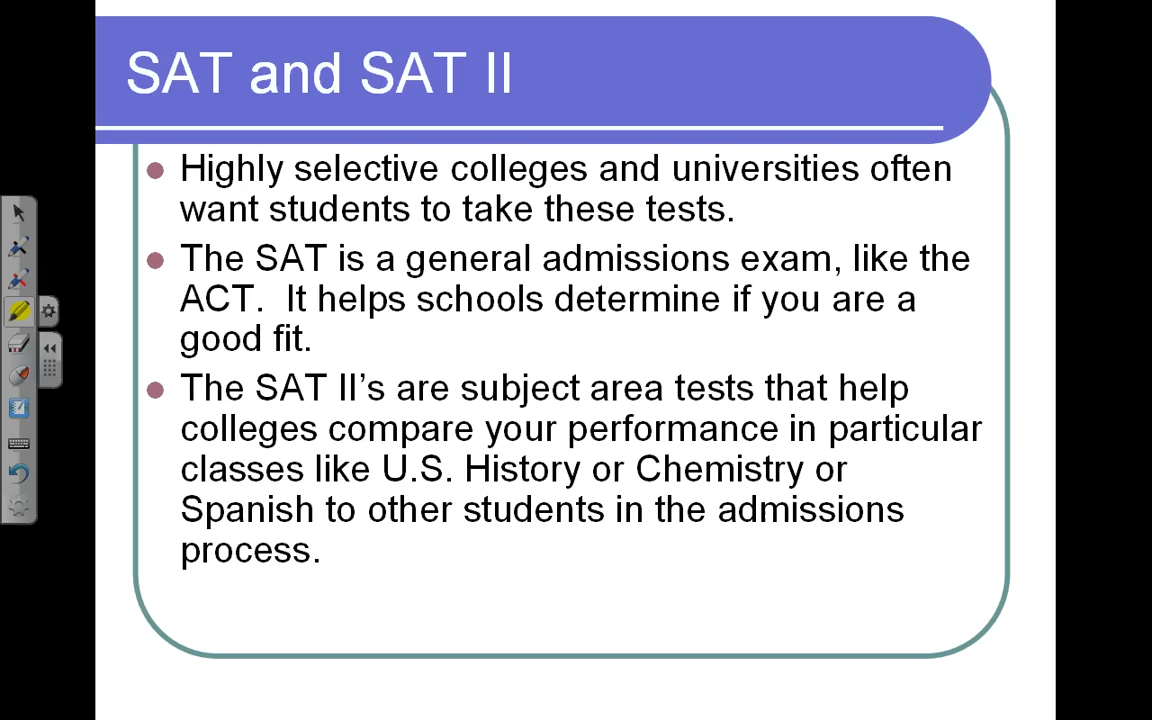 SAT and SAT II
Highly selective colleges and universities often
want students to take these tests.
The SAT is a general admissions exam, like the
ACT.  It helps schools determine if you are a
good fit.
The SAT II’s are subject area tests that help
colleges compare your performance in particular
classes like U.S. History or Chemistry or
Spanish to other students in the admissions
process.